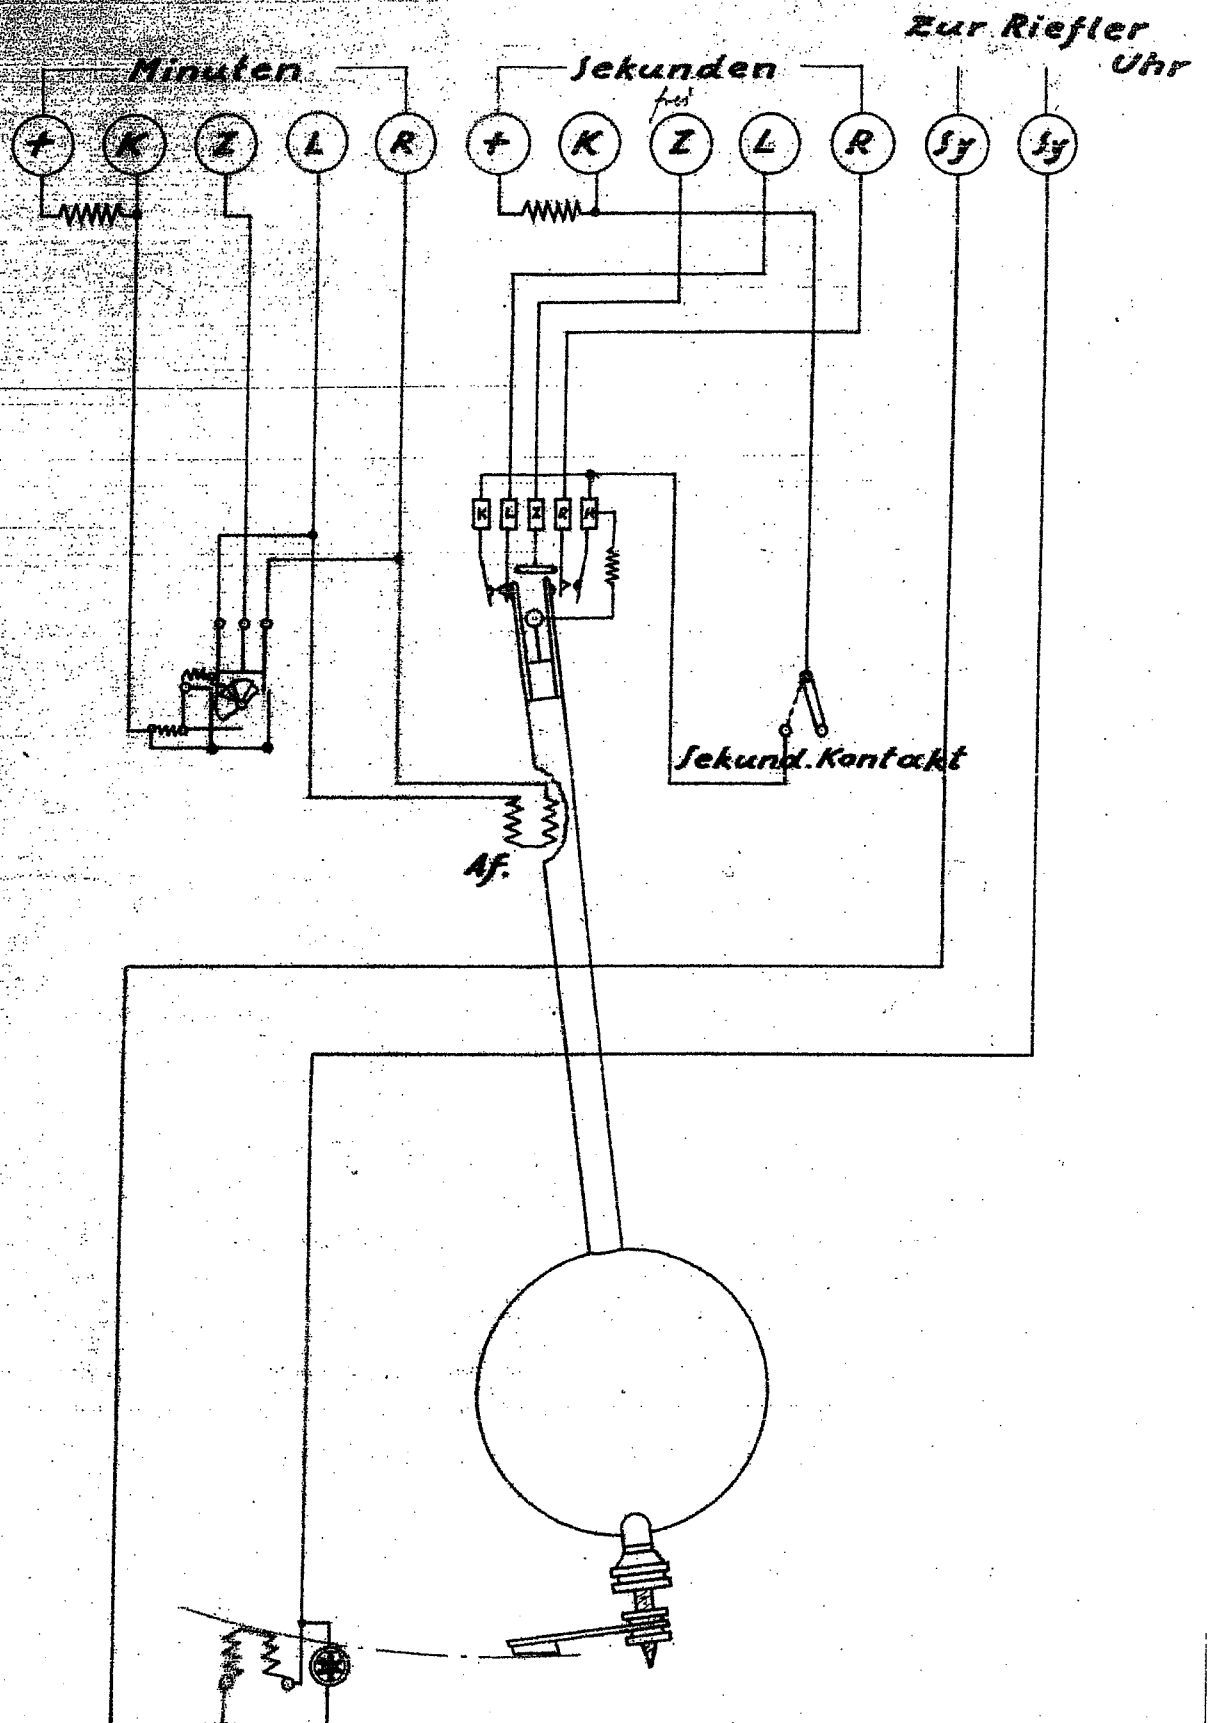 Zur Riefler
Uhr
Minuten Sekunden
frei
+ K Z L R + K Z L R Sy Sy
K L Z R K
Sekund. Kontakt
Af.